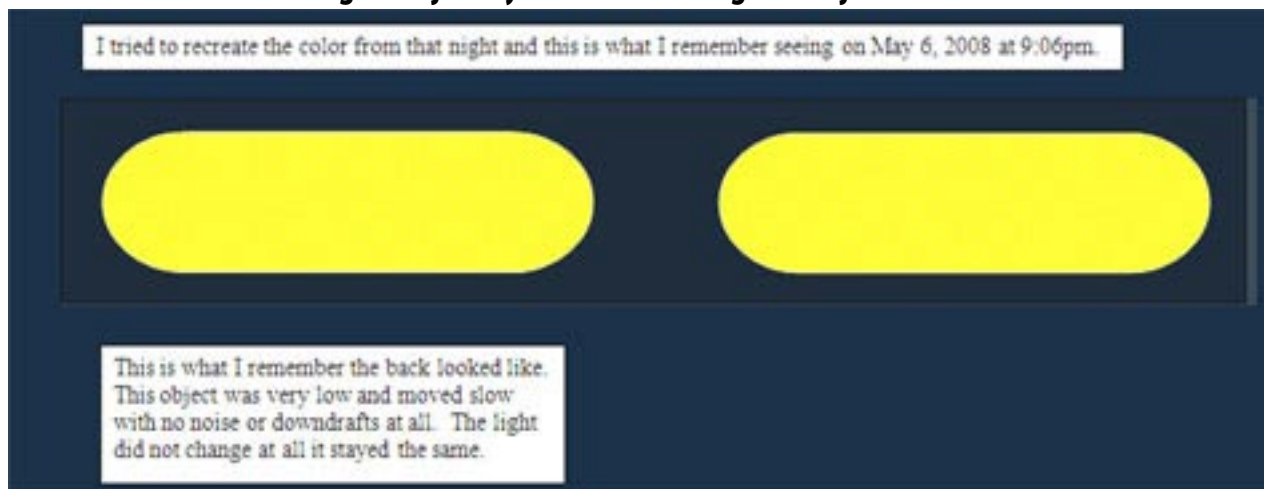 I tried to recreate the color from that night and this is what I remember seeing on May 6, 2008 at 9:06pm.
This is what I remember the back looked like.
This object was very low and moved slow
with no noise or downdrafts at all.  The light
did not change at all it stayed the same.